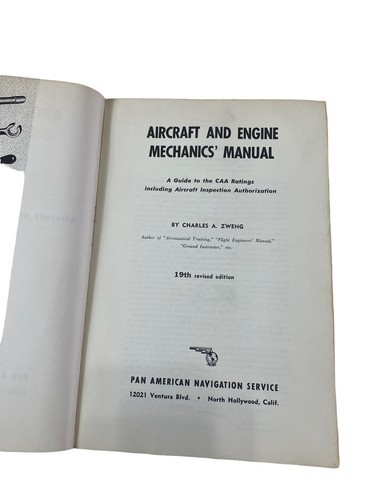 AIRCRAFT AND ENGINE
MECHANICS' MANUAL
A Guide to the CAA Ratings
including Aircraft Inspection Authorization
BY CHARLES A. ZWENG
Author of "Aeronautical Training," "Flight Engineers' Manual,"
"Ground Instructor," etc.
19th revised edition
PAN AMERICAN NAVIGATION SERVICE
12021 Ventura Blvd. • North Hollywood, Calif.